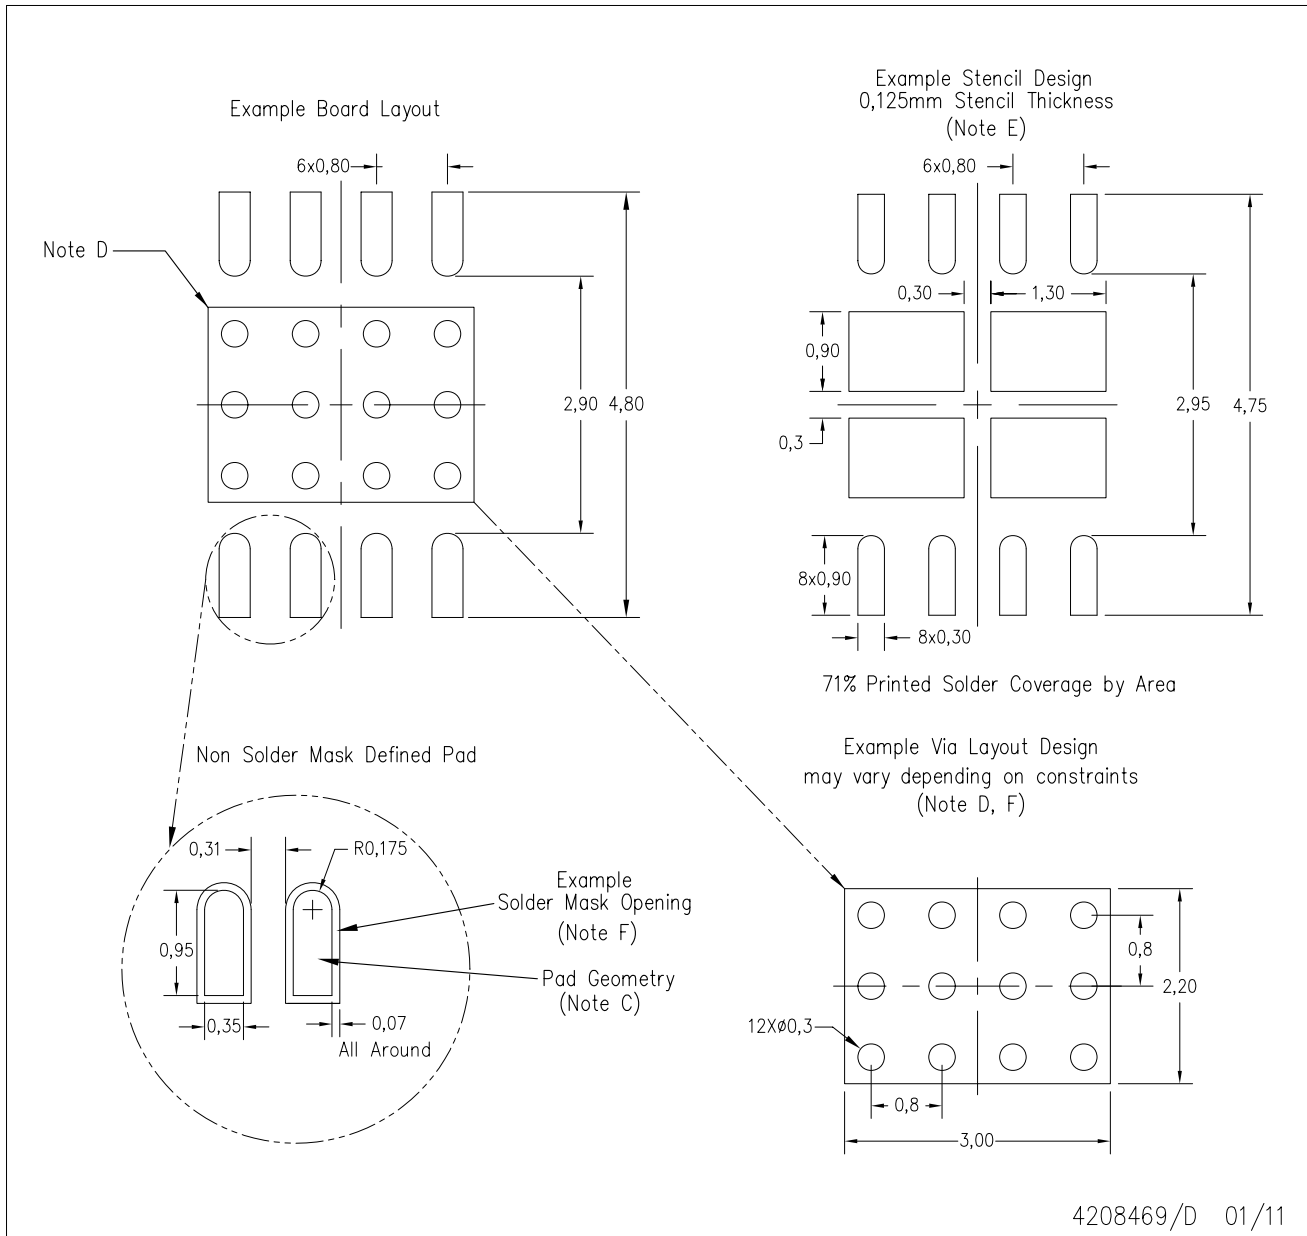 Example Board Layout
6x0,80
Note D
2,90
4,80
Example Stencil Design
0,125mm Stencil Thickness
(Note E)
6x0,80
0,30
1,30
0,90
0,3
2,95
4,75
8x0,90
8x0,30
71% Printed Solder Coverage by Area
Non Solder Mask Defined Pad
0,31
R0,175
Example
Solder Mask Opening
(Note F)
0,95
Pad Geometry
(Note C)
0,35
0,07
All Around
Example Via Layout Design
may vary depending on constraints
(Note D, F)
0,8
2,20
12XØ0,3
0,8
3,00
4208469/D 01/11